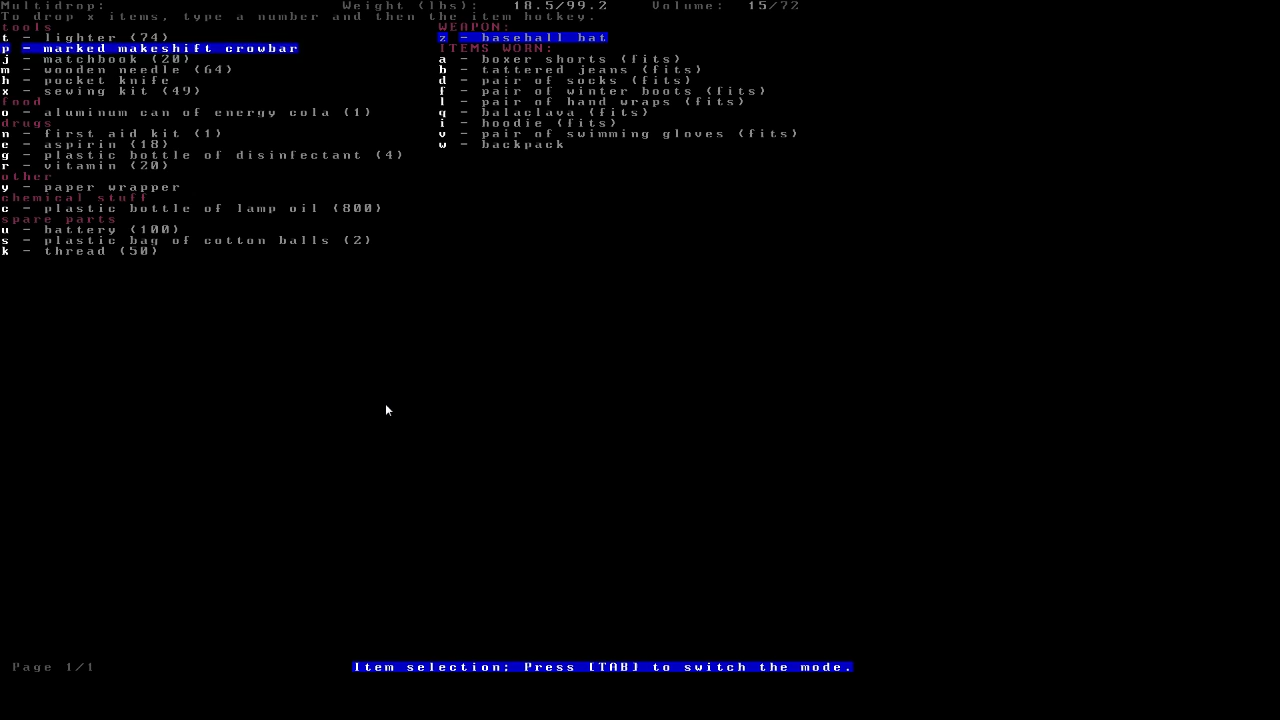 Multidrop: Weight (lbs): 18.5/99.2 Volume: 15/72
To drop x items, type a number and then the item hotkey.
tools
t - lighter (74)
p - marked makeshift crowbar
j - matchbook (20)
m - wooden needle (64)
h - pocket knife
x - sewing kit (49)
food
o - aluminum can of energy cola (1)
drugs
n - first aid kit (1)
e - aspirin (18)
g - plastic bottle of disinfectant (4)
r - vitamin (20)
other
y - paper wrapper
chemical stuff
c - plastic bottle of lamp oil (800)
spare parts
u - battery (100)
s - plastic bag of cotton balls (2)
k - thread (50)
WEAPON:
z - baseball bat
ITEMS WORN:
a - boxer shorts (fits)
b - tattered jeans (fits)
d - pair of socks (fits)
f - pair of winter boots (fits)
l - pair of hand wraps (fits)
q - balaclava (fits)
i - hoodie (fits)
v - pair of swimming gloves (fits)
w - backpack
Page 1/1
Item selection: Press [TAB] to switch the mode.